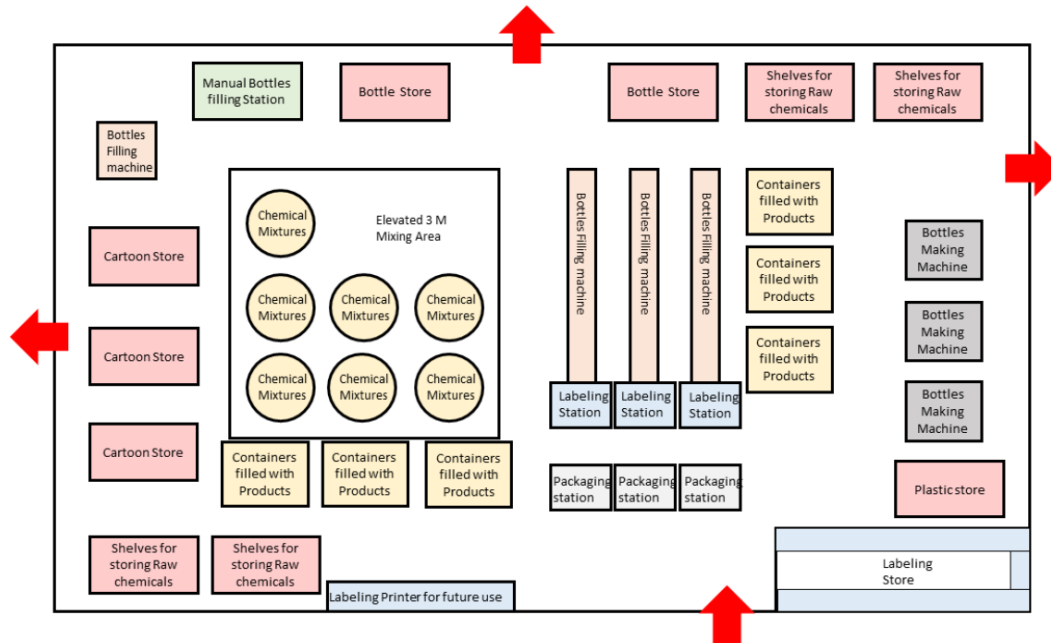 Manual Bottles
filling Station
Bottle Store
Bottle Store
Shelves for
storing Raw
chemicals
Shelves for
storing Raw
chemicals
Bottles
Filling
machine
Chemical
Mixtures
Elevated 3 M
Mixing Area
Chemical
Mixtures
Chemical
Mixtures
Chemical
Mixtures
Chemical
Mixtures
Chemical
Mixtures
Chemical
Mixtures
Cartoon Store
Cartoon Store
Cartoon Store
Containers
filled with
Products
Containers
filled with
Products
Containers
filled with
Products
Bottles Filling machine
Bottles Filling machine
Bottles Filling machine
Labeling
Station
Labeling
Station
Labeling
Station
Packaging
station
Packaging
station
Packaging
station
Containers
filled with
Products
Containers
filled with
Products
Containers
filled with
Products
Bottles
Making
Machine
Bottles
Making
Machine
Bottles
Making
Machine
Plastic store
Shelves for
storing Raw
chemicals
Shelves for
storing Raw
chemicals
Labeling Printer for future use
Labeling
Store